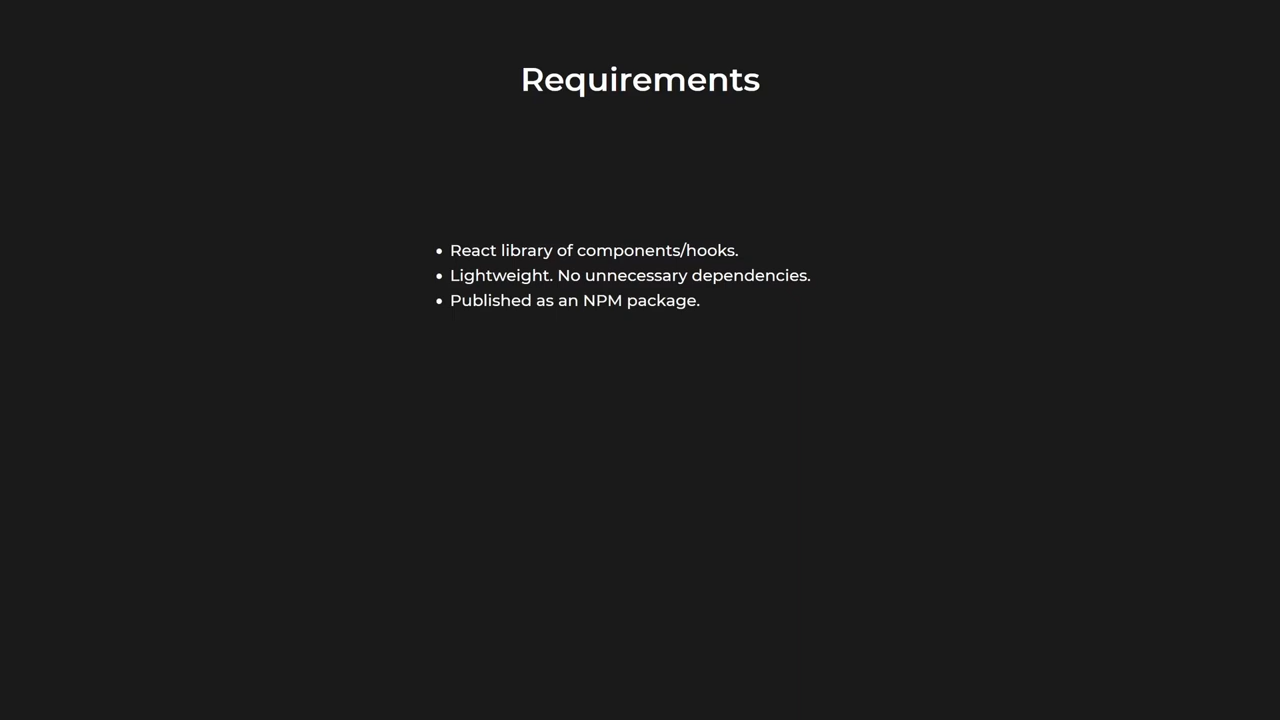 Requirements
• React library of components/hooks.
• Lightweight. No unnecessary dependencies.
• Published as an NPM package.